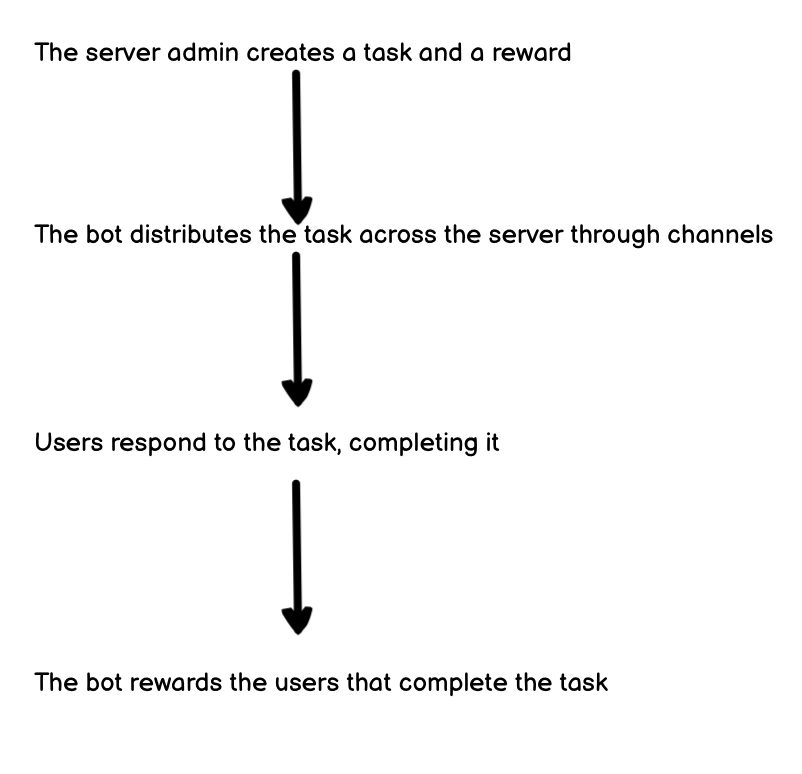 The server admin creates a task and a reward
The bot distributes the task across the server through channels
Users respond to the task, completing it
The bot rewards the users that complete the task